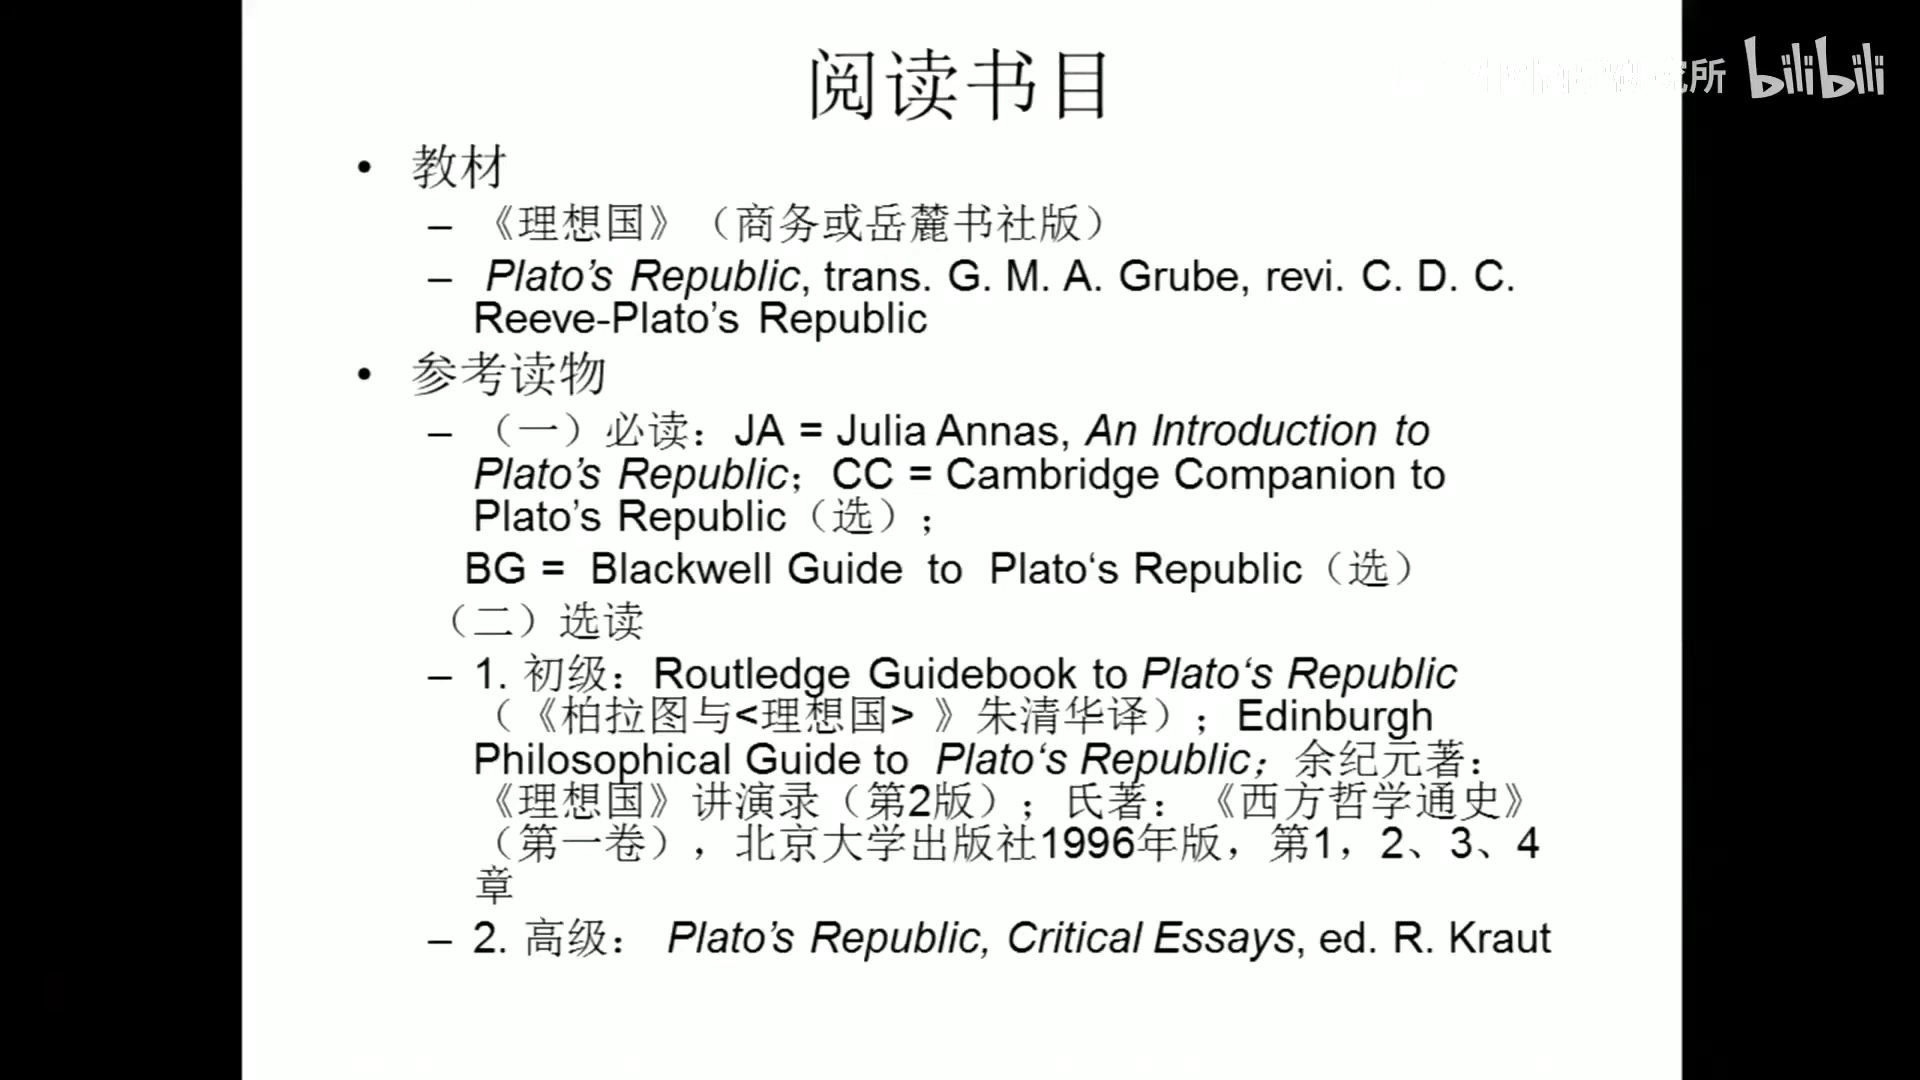 阅读书目
究所 bilibili
• 教材
– 《理想国》（商务或岳麓书社版）
– Plato’s Republic, trans. G. M. A. Grube, revi. C. D. C.
Reeve-Plato’s Republic
• 参考读物
– （一）必读：JA = Julia Annas, An Introduction to
Plato’s Republic；CC = Cambridge Companion to
Plato’s Republic（选）；
BG = Blackwell Guide to Plato‘s Republic（选）
（二）选读
– 1. 初级：Routledge Guidebook to Plato‘s Republic
（《柏拉图与<理想国> 》朱清华译）；Edinburgh
Philosophical Guide to Plato‘s Republic；余纪元著：
《理想国》讲演录（第2版）；氏著：《西方哲学通史》
（第一卷），北京大学出版社1996年版，第1，2、3、4
章
– 2. 高级： Plato’s Republic, Critical Essays, ed. R. Kraut